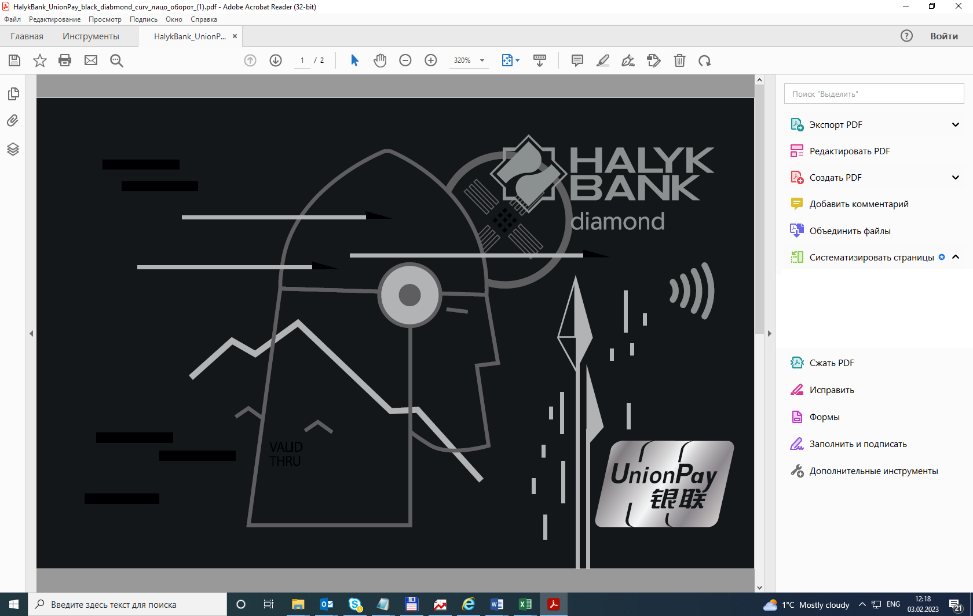 HalykBank_UnionPay_black_diabmond_curv_лицо_оборот_(1).pdf - Adobe Acrobat Reader (32-bit)
Файл Редактирование Просмотр Подпись Окно Справка
Главная Инструменты HalykBank_UnionP... × Войти
1 / 2 320%
Поиск "Выделить"
Экспорт PDF
Редактировать PDF
Создать PDF
Добавить комментарий
Объединить файлы
Систематизировать страницы
Сжать PDF
Исправить
Формы
Заполнить и подписать
Дополнительные инструменты
HALYK
BANK
diamond
VALID
THRU
UnionPay
银联
Введите здесь текст для поиска
1°C Mostly cloudy ENG 12:18
03.02.2023
21